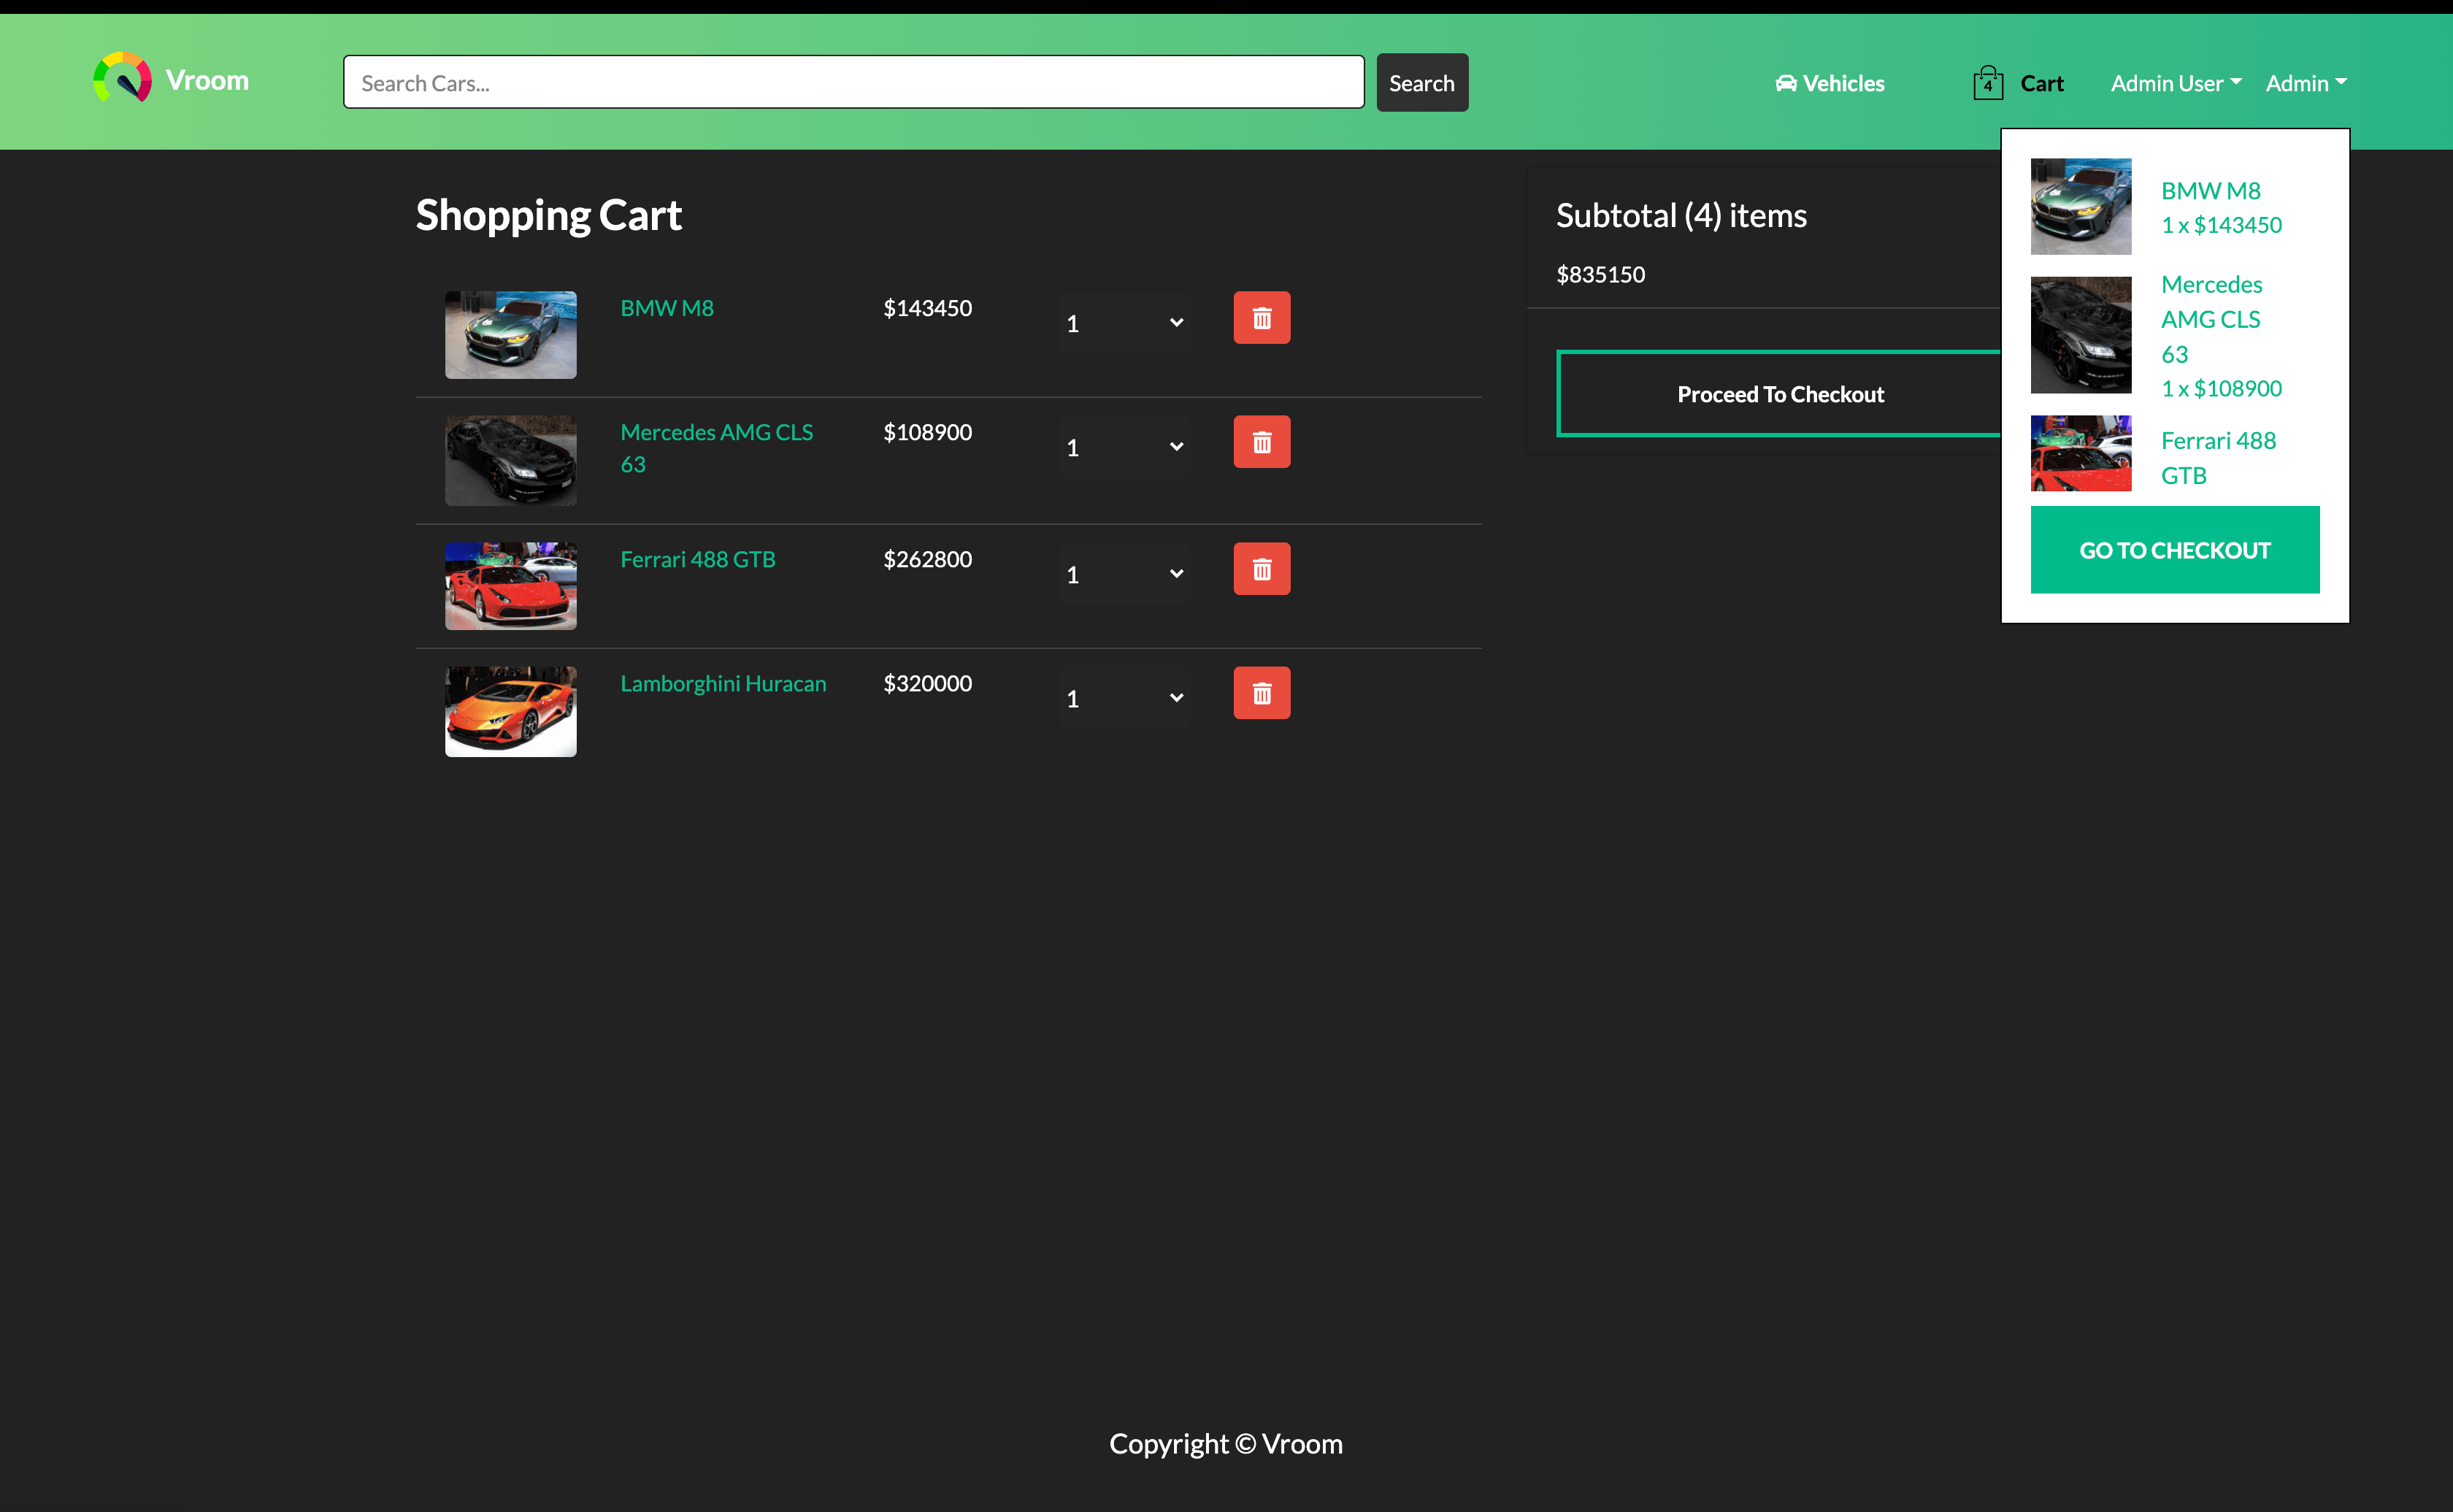 Vroom
Search Cars...
Search
Vehicles
4
Cart
Admin User
Admin
Shopping Cart
BMW M8
$143450
1
Mercedes AMG CLS
63
$108900
1
Ferrari 488 GTB
$262800
1
Lamborghini Huracan
$320000
1
Subtotal (4) items
$835150
Proceed To Checkout
BMW M8
1 x $143450
Mercedes
AMG CLS
63
1 x $108900
Ferrari 488
GTB
GO TO CHECKOUT
Copyright © Vroom